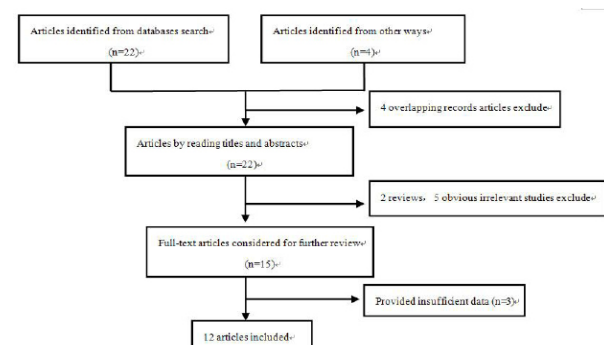 Articles identified from databases search
(n=22)
Articles identified from other ways
(n=4)
4 overlapping records articles exclude
Articles by reading titles and abstracts
(n=22)
2 reviews, 5 obvious irrelevant studies exclude
Full-text articles considered for further review
(n=15)
Provided insufficient data (n=3)
12 articles included